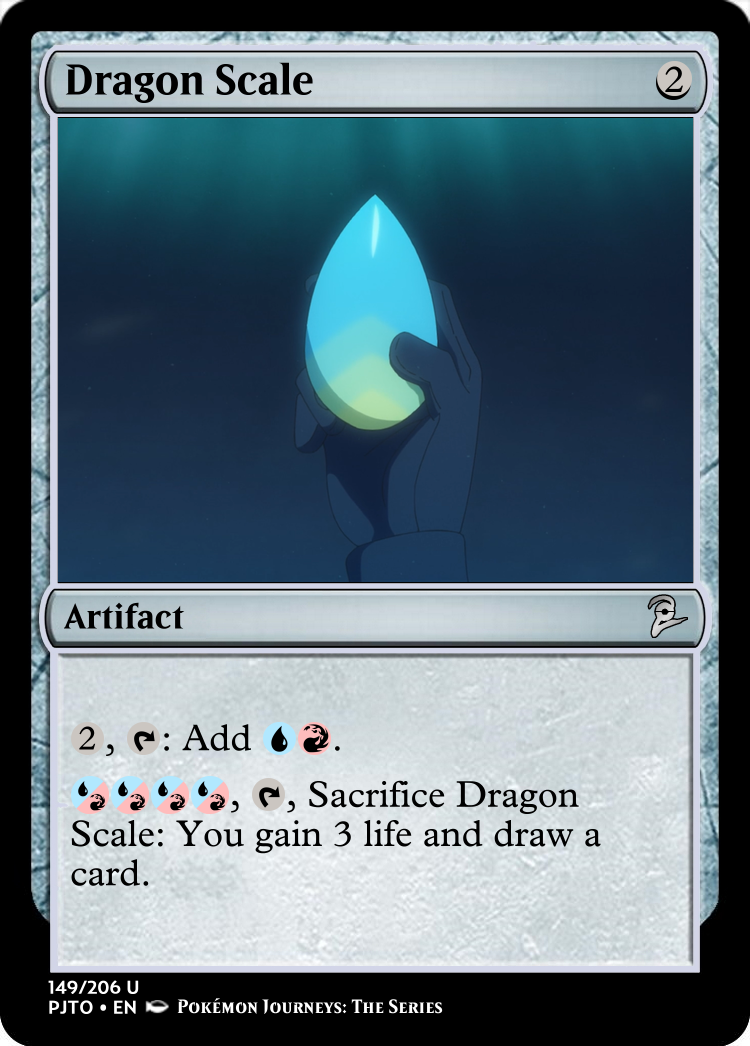 Dragon Scale 2
Artifact
2, : Add .
, , Sacrifice Dragon
Scale: You gain 3 life and draw a
card.
149/206 U
PJTO • EN Pokémon Journeys: The Series